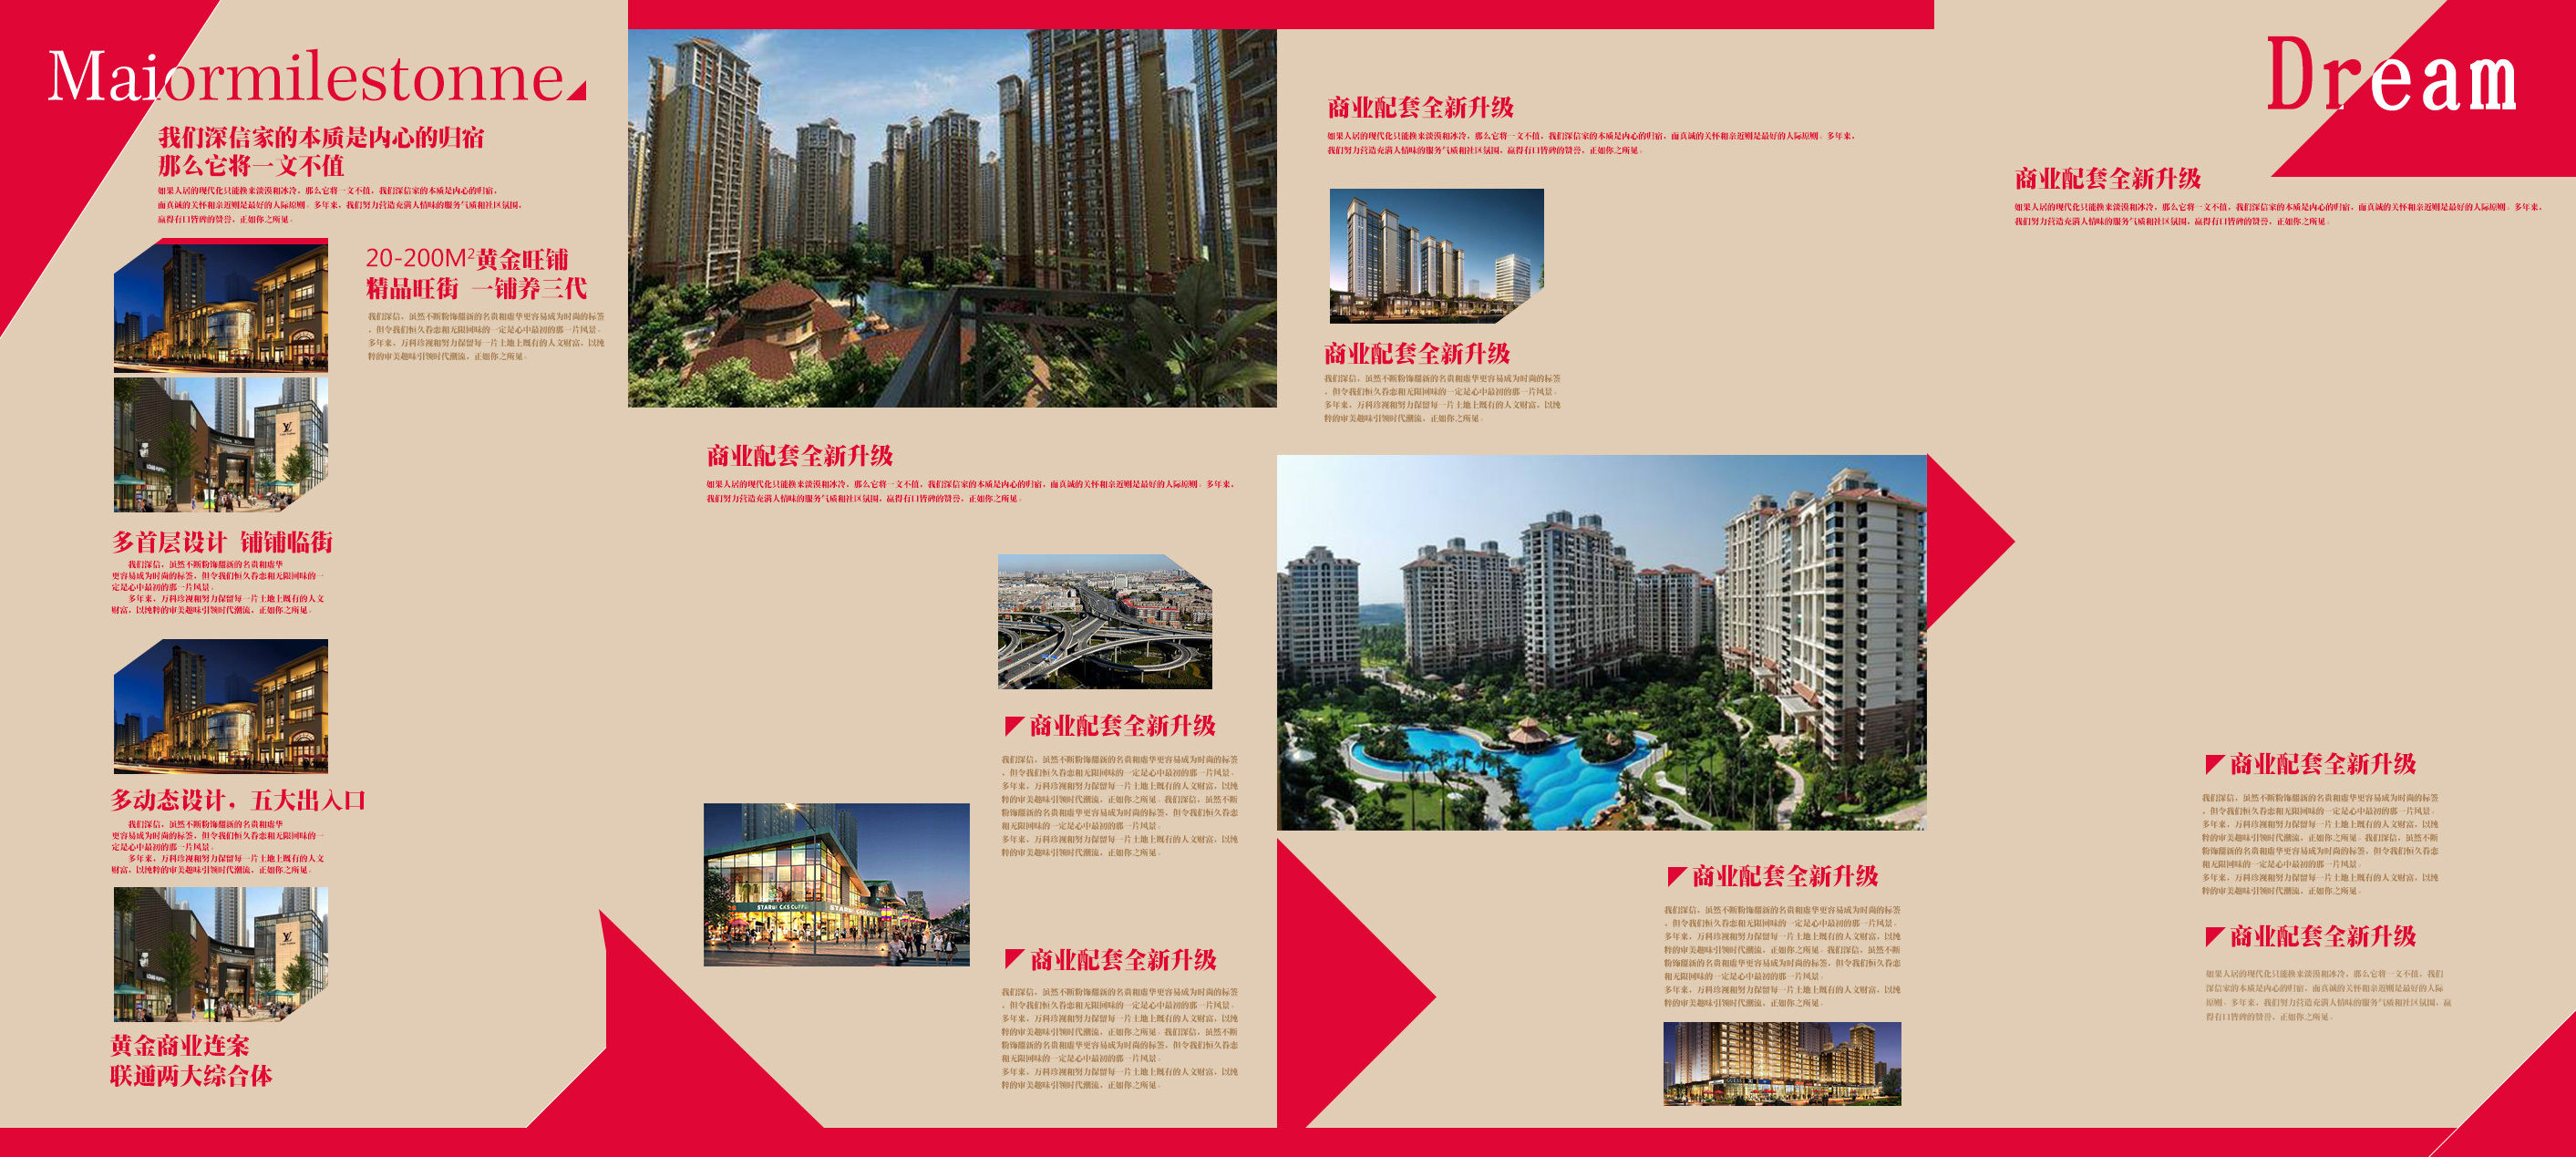 Maiormilestonne
我们深信家的本质是内心的归宿
那么它将一文不值
如果人居的现代化只能换来淡漠和冰冷，那么它将一文不值，我们深信家的本质是内心的归宿，
而真诚的关怀和亲近则是最好的人际原则。多年来，我们努力营造充满人情味的服务气质和社区氛围，
赢得有口皆碑的赞誉，正如你之所见。
20-200M²黄金旺铺
精品旺街 一铺养三代
我们深信，虽然不断粉饰翻新的名贵和虚华更容易成为时尚的标签
，但令我们恒久眷恋和无限回味的一定是心中最初的那一片风景。
多年来，万科珍视和努力保留每一片土地上既有的人文财富，以纯
粹的审美趣味引领时代潮流，正如你之所见。
多首层设计 铺铺临街
我们深信，虽然不断粉饰翻新的名贵和虚华
更容易成为时尚的标签，但令我们恒久眷恋和无限回味的一
定是心中最初的那一片风景。
多年来，万科珍视和努力保留每一片土地上既有的人文
财富，以纯粹的审美趣味引领时代潮流，正如你之所见。
多动态设计，五大出入口
我们深信，虽然不断粉饰翻新的名贵和虚华
更容易成为时尚的标签，但令我们恒久眷恋和无限回味的一
定是心中最初的那一片风景。
多年来，万科珍视和努力保留每一片土地上既有的人文
财富，以纯粹的审美趣味引领时代潮流，正如你之所见。
黄金商业连案
联通两大综合体
商业配套全新升级
如果人居的现代化只能换来淡漠和冰冷，那么它将一文不值，我们深信家的本质是内心的归宿，而真诚的关怀和亲近则是最好的人际原则。多年来，
我们努力营造充满人情味的服务气质和社区氛围，赢得有口皆碑的赞誉，正如你之所见。
商业配套全新升级
我们深信，虽然不断粉饰翻新的名贵和虚华更容易成为时尚的标签
，但令我们恒久眷恋和无限回味的一定是心中最初的那一片风景。
多年来，万科珍视和努力保留每一片土地上既有的人文财富，以纯
粹的审美趣味引领时代潮流，正如你之所见。我们深信，虽然不断
粉饰翻新的名贵和虚华更容易成为时尚的标签，但令我们恒久眷恋
和无限回味的一定是心中最初的那一片风景。
多年来，万科珍视和努力保留每一片土地上既有的人文财富，以纯
粹的审美趣味引领时代潮流，正如你之所见。
商业配套全新升级
我们深信，虽然不断粉饰翻新的名贵和虚华更容易成为时尚的标签
，但令我们恒久眷恋和无限回味的一定是心中最初的那一片风景。
多年来，万科珍视和努力保留每一片土地上既有的人文财富，以纯
粹的审美趣味引领时代潮流，正如你之所见。我们深信，虽然不断
粉饰翻新的名贵和虚华更容易成为时尚的标签，但令我们恒久眷恋
和无限回味的一定是心中最初的那一片风景。
多年来，万科珍视和努力保留每一片土地上既有的人文财富，以纯
粹的审美趣味引领时代潮流，正如你之所见。
商业配套全新升级
如果人居的现代化只能换来淡漠和冰冷，那么它将一文不值，我们深信家的本质是内心的归宿，而真诚的关怀和亲近则是最好的人际原则。多年来，
我们努力营造充满人情味的服务气质和社区氛围，赢得有口皆碑的赞誉，正如你之所见。
商业配套全新升级
我们深信，虽然不断粉饰翻新的名贵和虚华更容易成为时尚的标签
，但令我们恒久眷恋和无限回味的一定是心中最初的那一片风景。
多年来，万科珍视和努力保留每一片土地上既有的人文财富，以纯
粹的审美趣味引领时代潮流，正如你之所见。
商业配套全新升级
我们深信，虽然不断粉饰翻新的名贵和虚华更容易成为时尚的标签
，但令我们恒久眷恋和无限回味的一定是心中最初的那一片风景。
多年来，万科珍视和努力保留每一片土地上既有的人文财富，以纯
粹的审美趣味引领时代潮流，正如你之所见。我们深信，虽然不断
粉饰翻新的名贵和虚华更容易成为时尚的标签，但令我们恒久眷恋
和无限回味的一定是心中最初的那一片风景。
多年来，万科珍视和努力保留每一片土地上既有的人文财富，以纯
粹的审美趣味引领时代潮流，正如你之所见。
Dream
商业配套全新升级
如果人居的现代化只能换来淡漠和冰冷，那么它将一文不值，我们深信家的本质是内心的归宿，而真诚的关怀和亲近则是最好的人际原则。多年来，
我们努力营造充满人情味的服务气质和社区氛围，赢得有口皆碑的赞誉，正如你之所见。
商业配套全新升级
我们深信，虽然不断粉饰翻新的名贵和虚华更容易成为时尚的标签
，但令我们恒久眷恋和无限回味的一定是心中最初的那一片风景。
多年来，万科珍视和努力保留每一片土地上既有的人文财富，以纯
粹的审美趣味引领时代潮流，正如你之所见。我们深信，虽然不断
粉饰翻新的名贵和虚华更容易成为时尚的标签，但令我们恒久眷恋
和无限回味的一定是心中最初的那一片风景。
多年来，万科珍视和努力保留每一片土地上既有的人文财富，以纯
粹的审美趣味引领时代潮流，正如你之所见。
商业配套全新升级
如果人居的现代化只能换来淡漠和冰冷，那么它将一文不值，我们
深信家的本质是内心的归宿，而真诚的关怀和亲近则是最好的人际
原则。多年来，我们努力营造充满人情味的服务气质和社区氛围，赢
得有口皆碑的赞誉，正如你之所见。